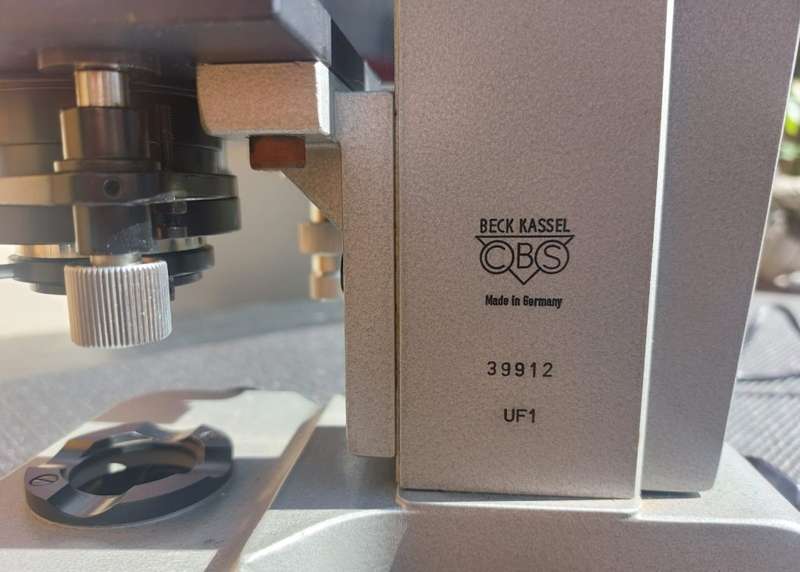 BECK KASSEL
CBS
Made in Germany
39912
UF1